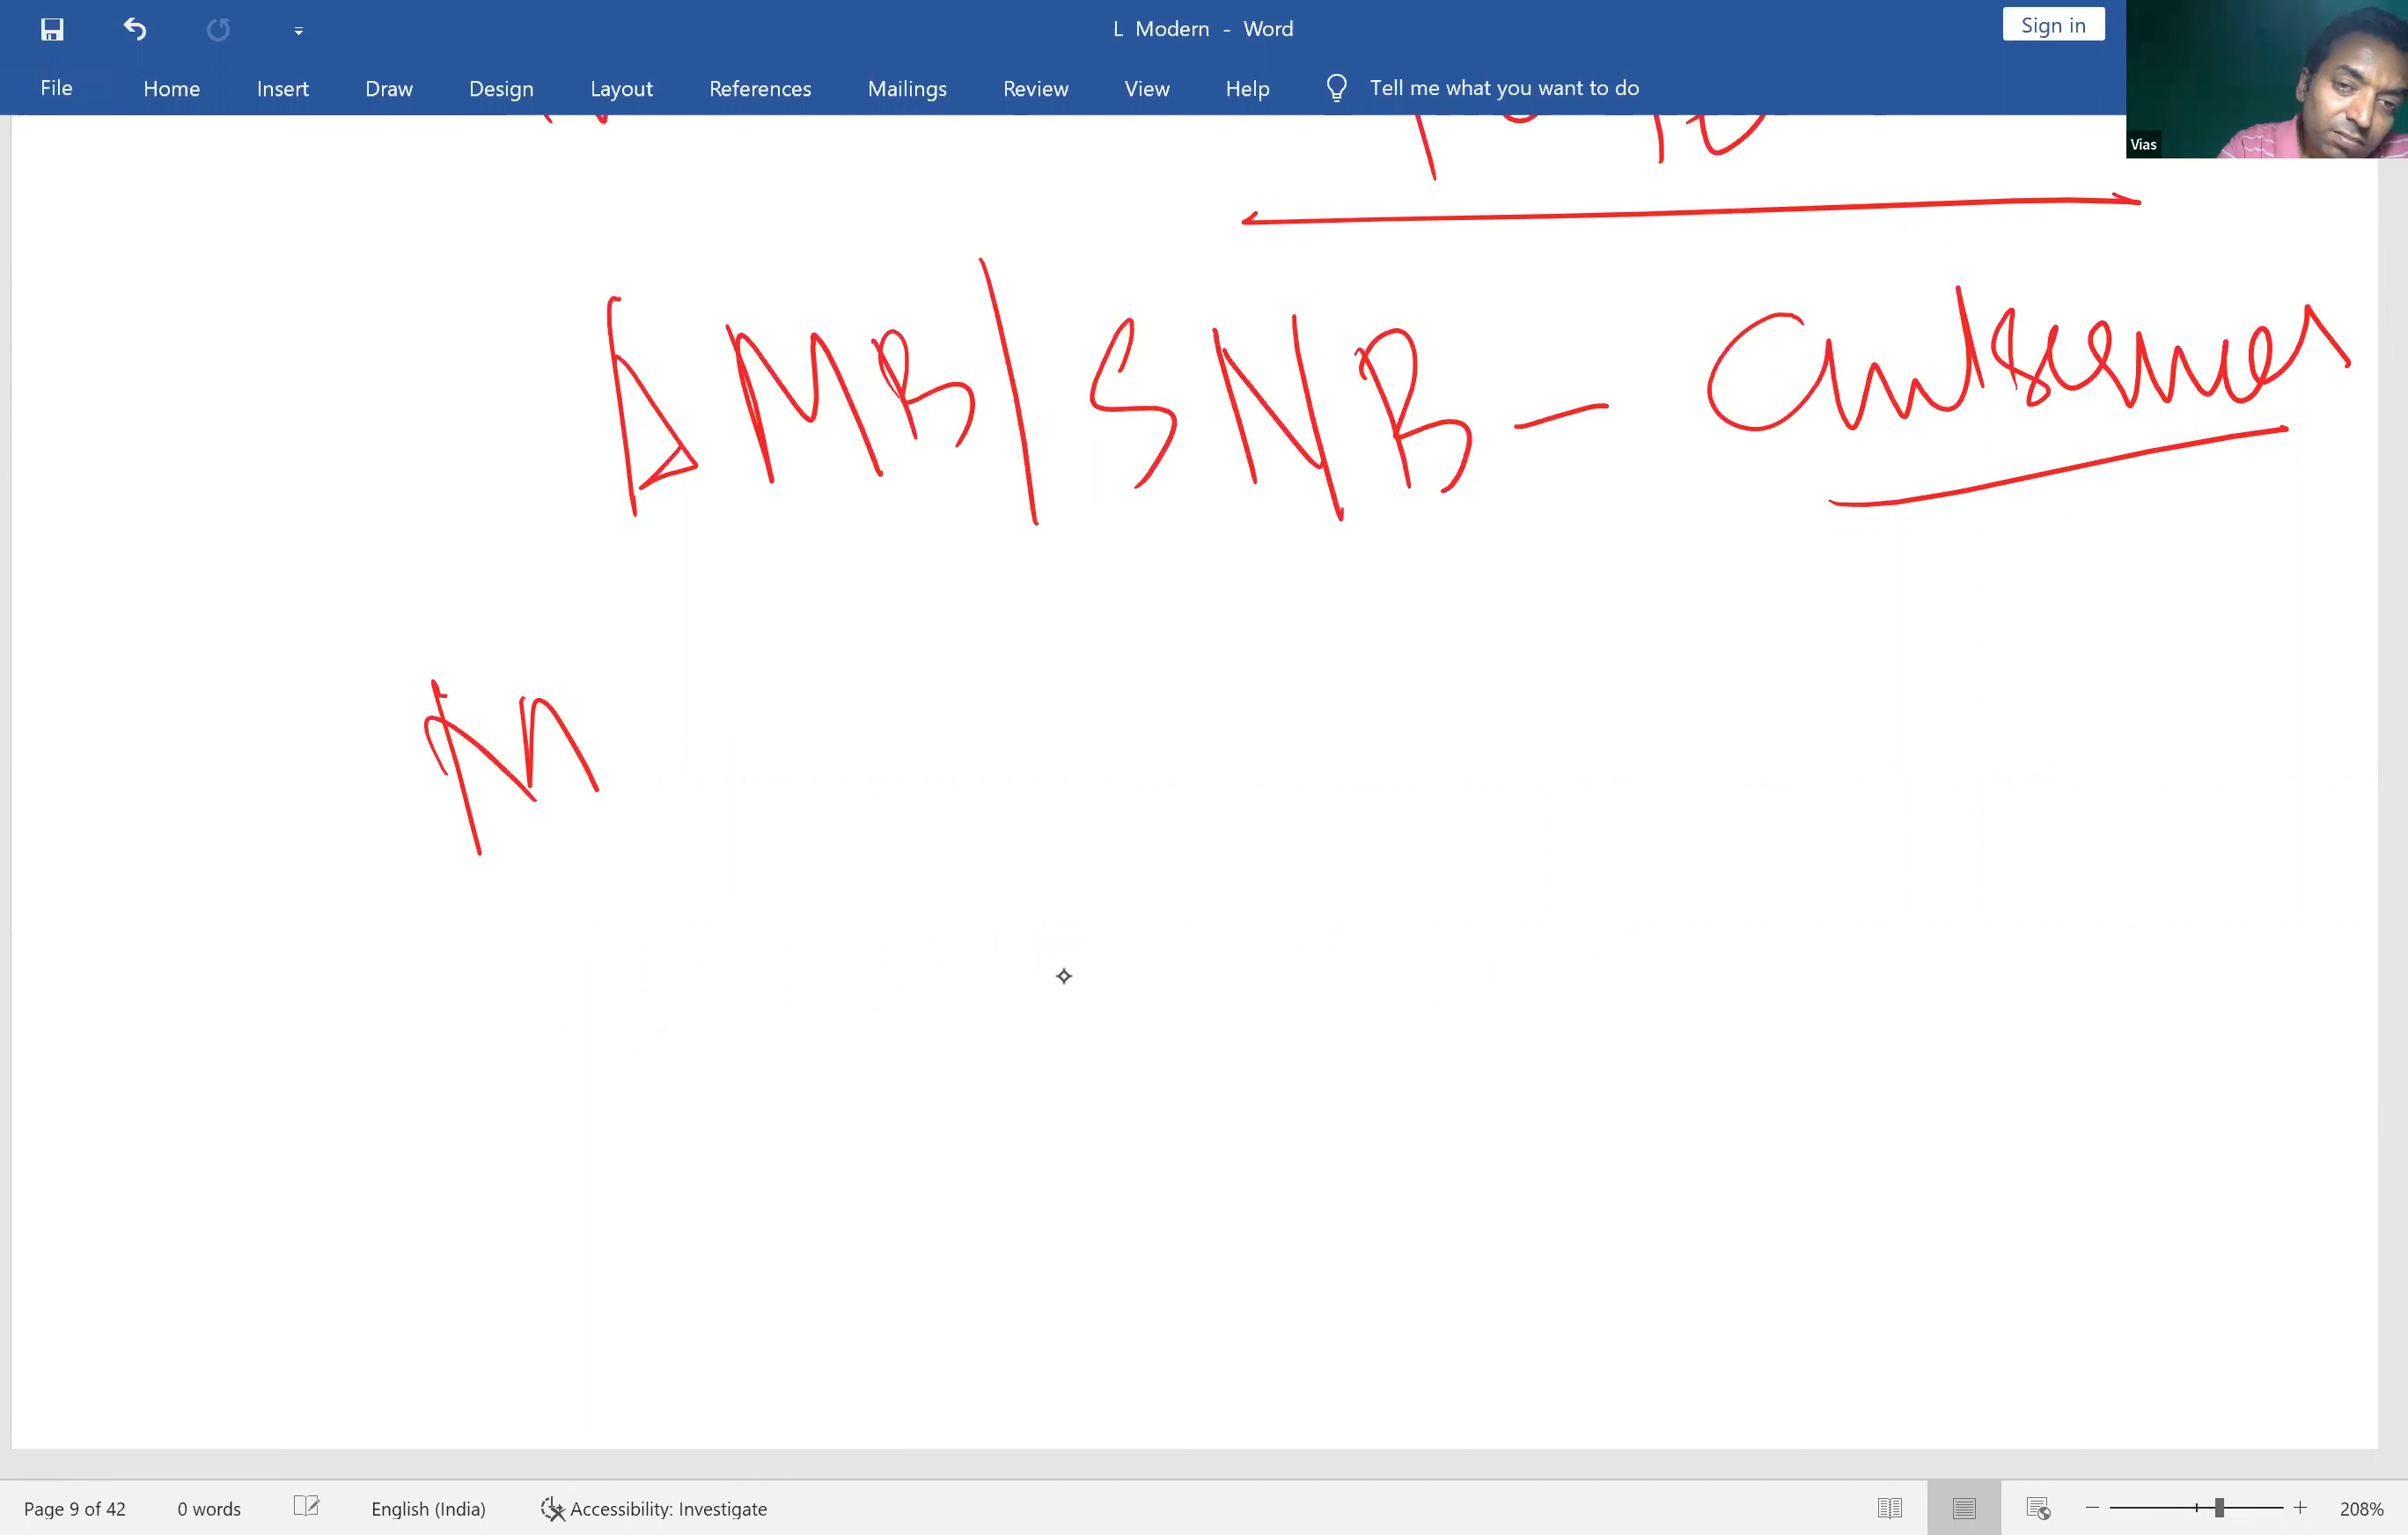 L Modern - Word
Sign in
File Home Insert Draw Design Layout References Mailings Review View Help Tell me what you want to do
Vias
AMB/SNB -
M
Page 9 of 42 0 words English (India) Accessibility: Investigate 208%